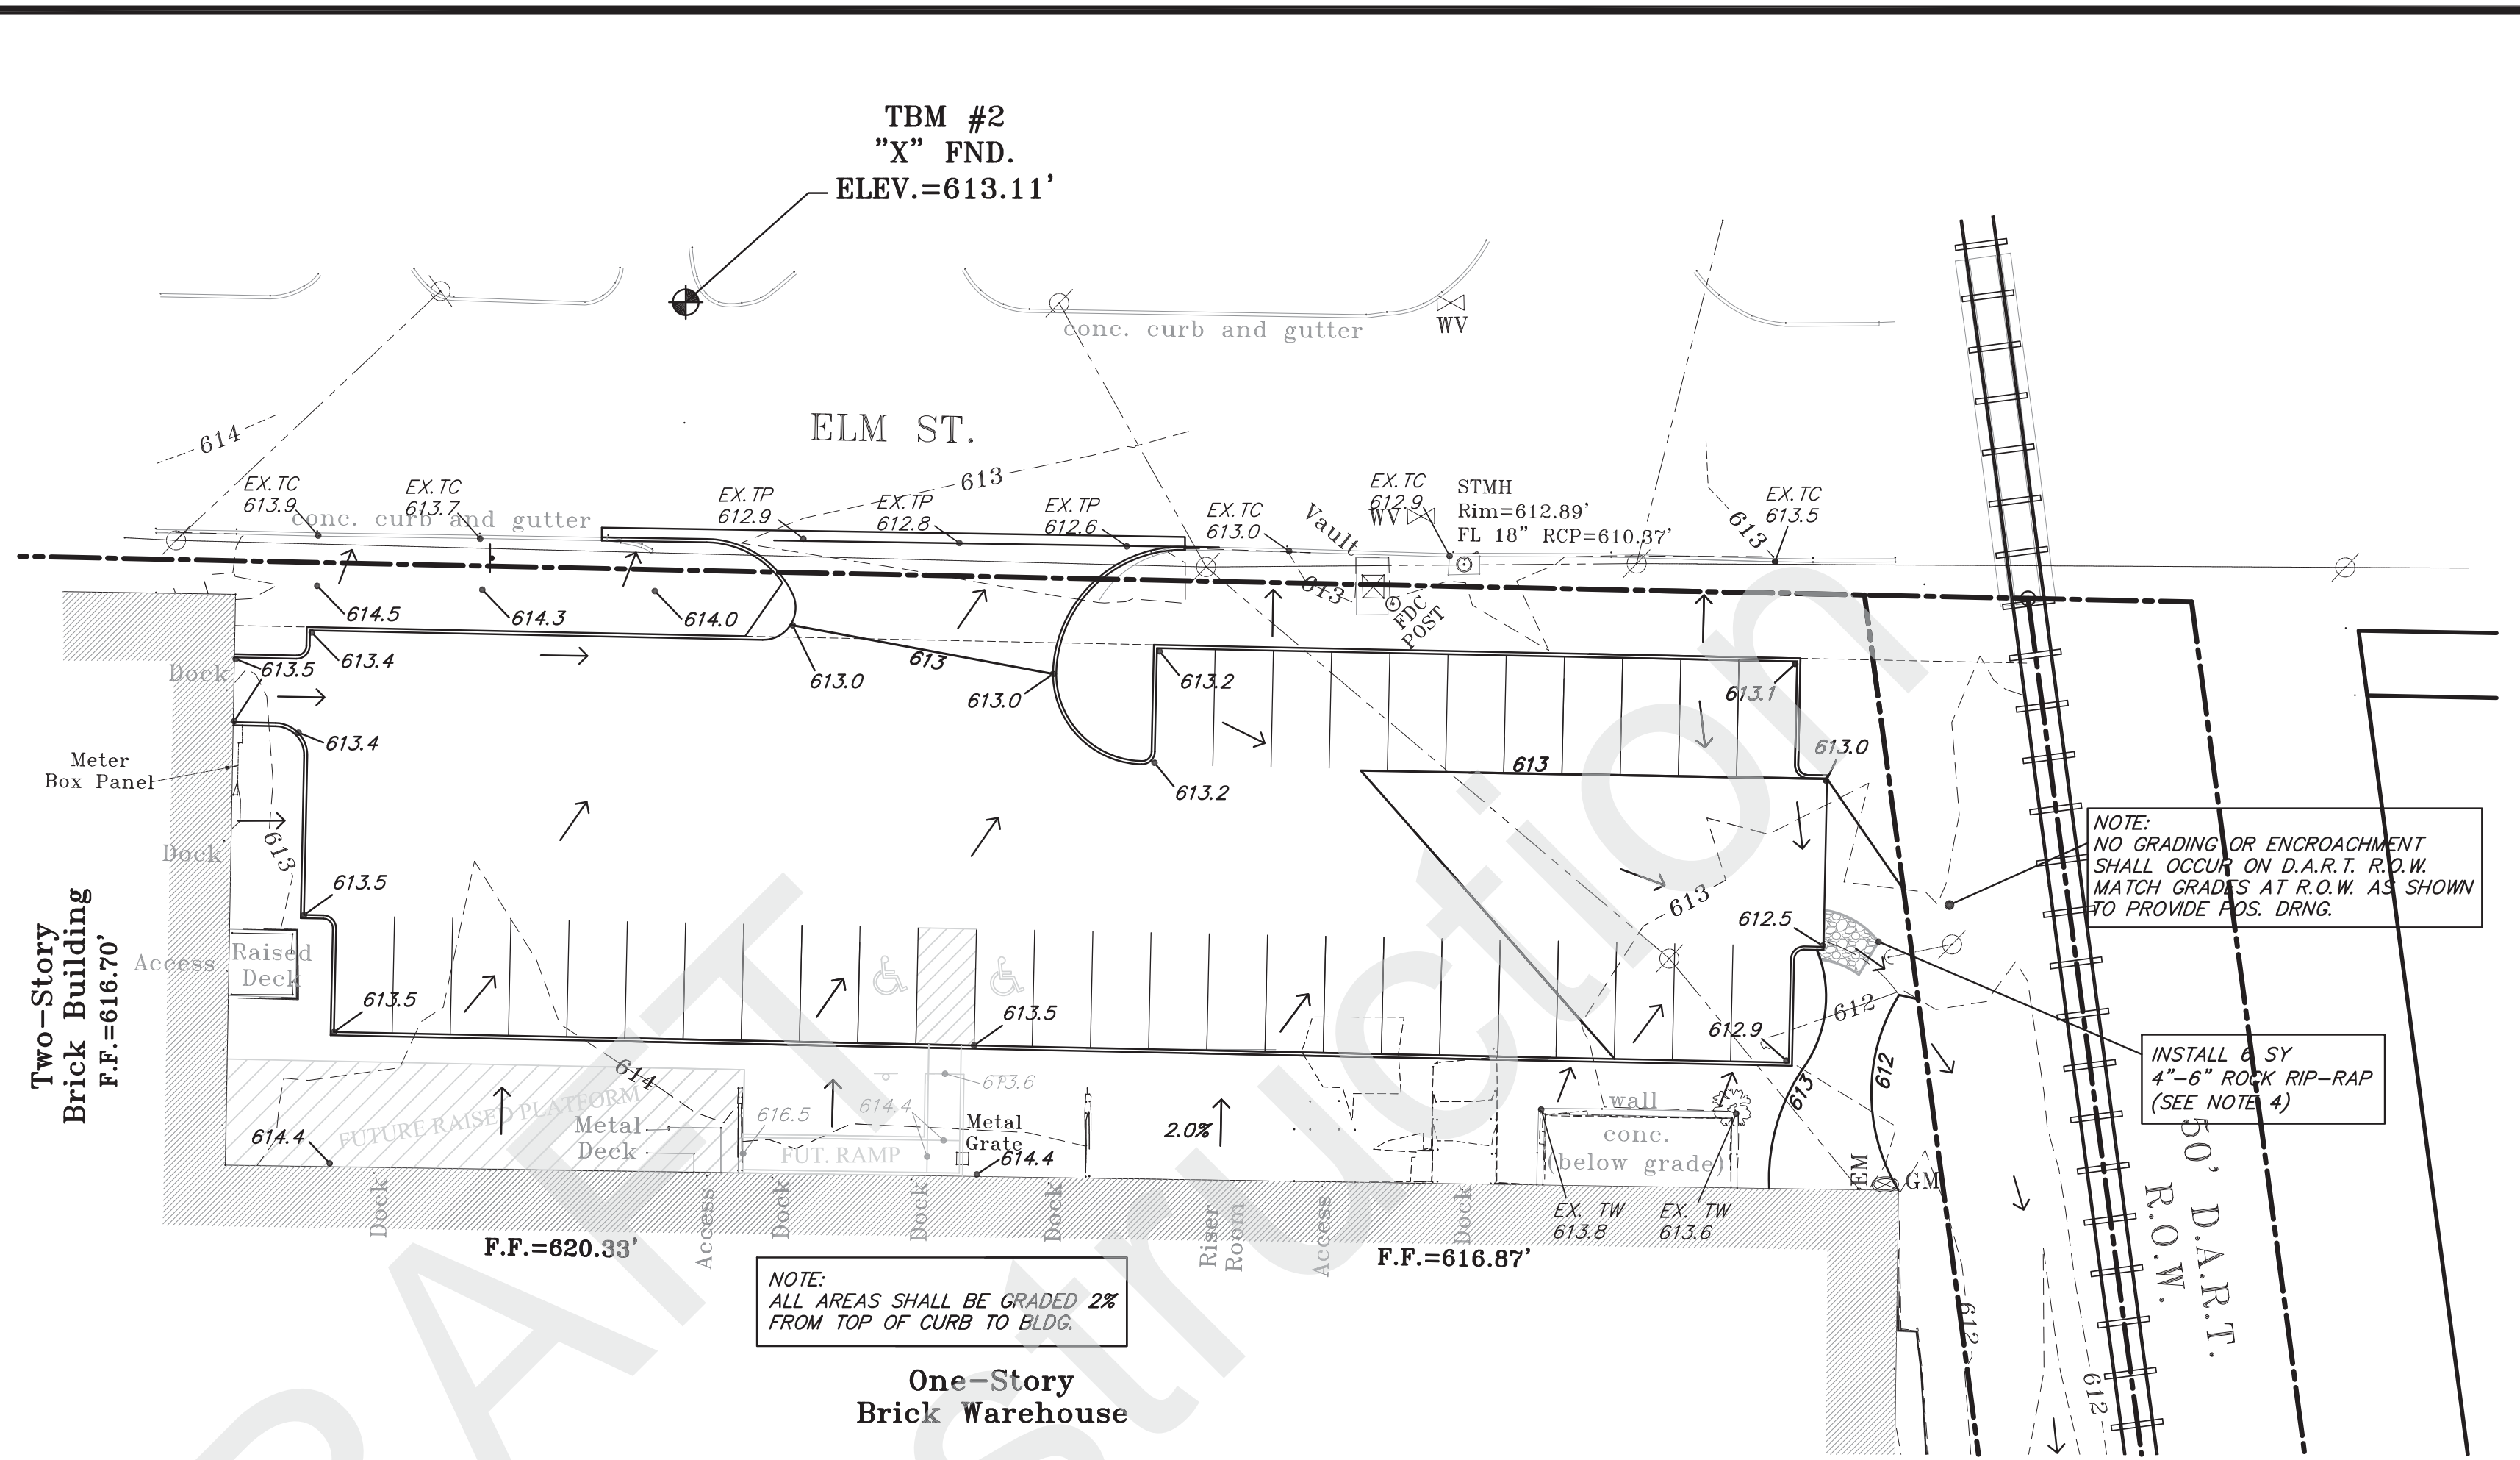 TBM #2
"X" FND.
ELEV.=613.11'
conc. curb and gutter
WV
ELM ST.
614
613
EX.TC
613.9
EX.TC
613.7
conc. curb and gutter
EX.TP
612.9
EX.TP
612.8
EX.TP
612.6
EX.TC
613.0
Vault
EX.TC
612.9
WV
STMH
Rim=612.89'
FL 18" RCP=610.37'
613
EX.TC
613.5
614.5
614.3
614.0
613
FDC
POST
Dock
613.5
613.4
613.0
613
613.0
613.2
613.1
613.4
613.2
613
613.0
Meter
Box Panel
Dock
613
613.5
613
612.5
NOTE:
NO GRADING OR ENCROACHMENT
SHALL OCCUR ON D.A.R.T. R.O.W.
MATCH GRADES AT R.O.W. AS SHOWN
TO PROVIDE POS. DRNG.
Two-Story
Brick Building
F.F.=616.70'
Access
Raised
Deck
613.5
613.5
612.9
612
613
612
INSTALL 6 SY
4"-6" ROCK RIP-RAP
(SEE NOTE 4)
614
FUTURE RAISED PLATFORM
614.4
Metal
Deck
616.5
614.4
613.6
FUT. RAMP
Metal
Grate
614.4
2.0%
wall
conc.
(below grade)
EM
GM
50' D.A.R.T.
R.O.W.
EX. TW
613.8
EX. TW
613.6
Dock
Access
Dock
Dock
Dock
Riser
Room
Access
Dock
F.F.=620.33'
F.F.=616.87'
NOTE:
ALL AREAS SHALL BE GRADED 2%
FROM TOP OF CURB TO BLDG.
612
612
One-Story
Brick Warehouse